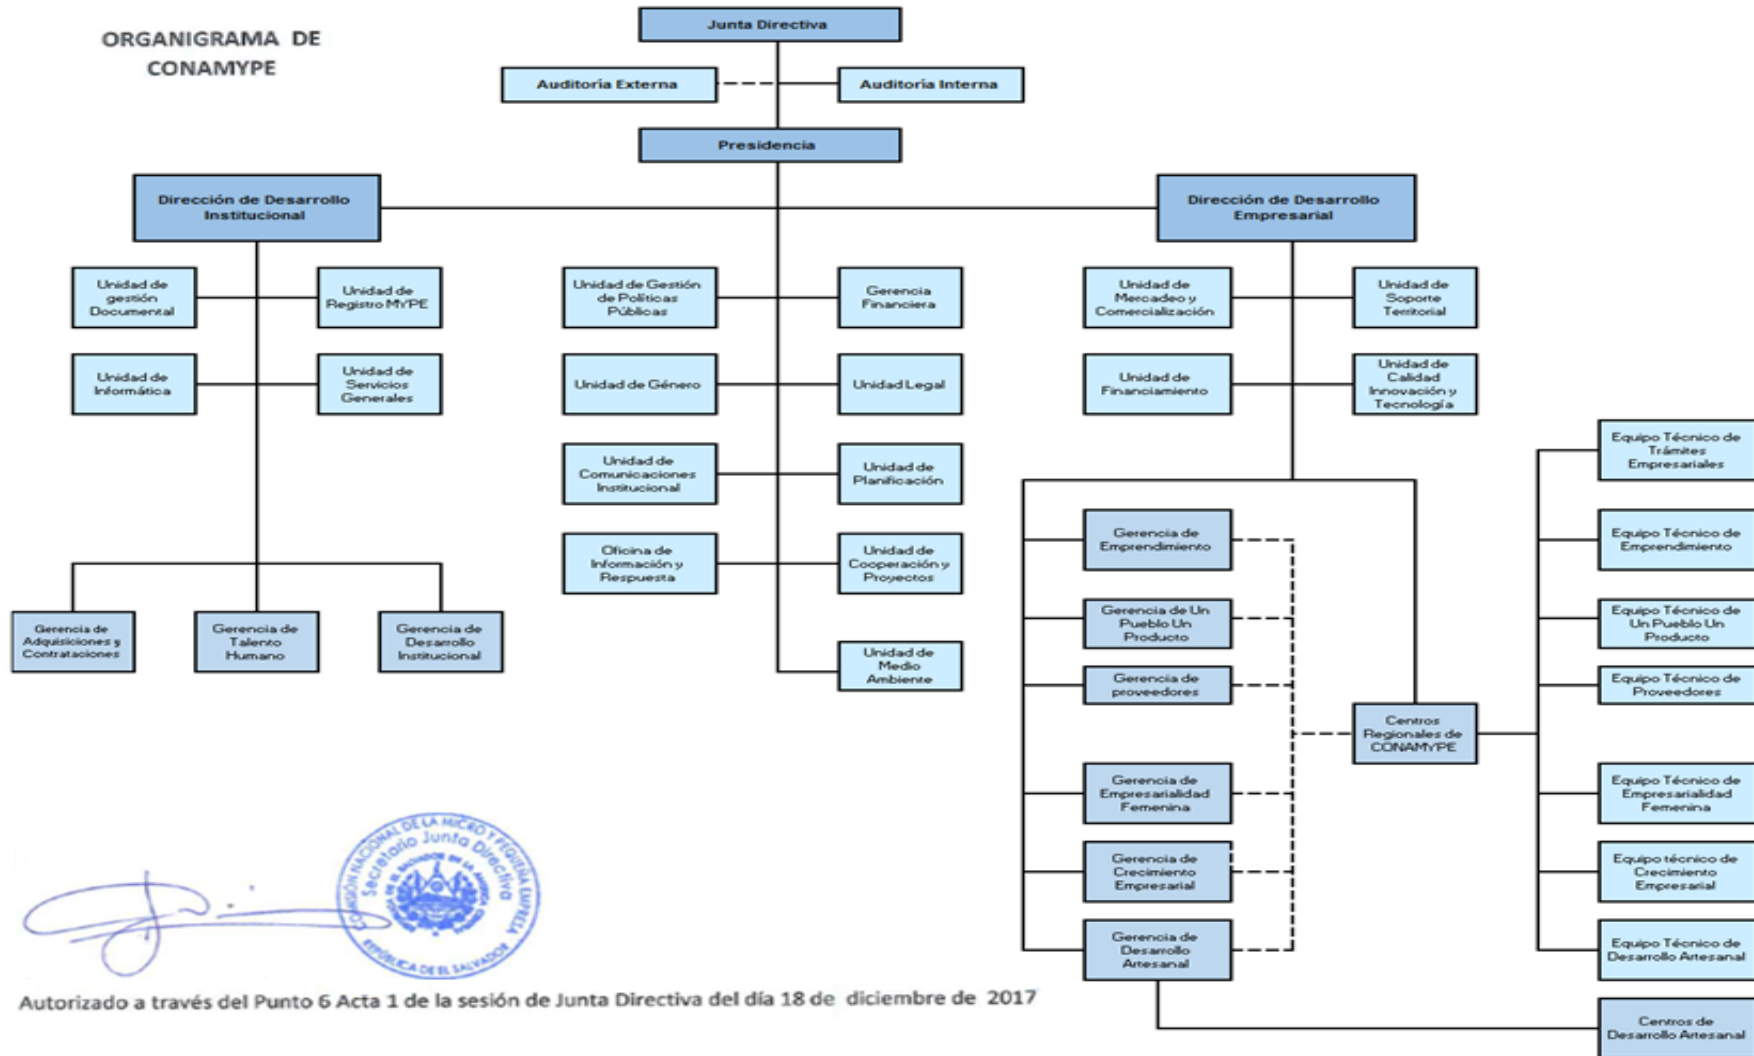 ORGANIGRAMA DE
CONAMYPE
Junta Directiva
Auditoría Externa
Auditoría Interna
Presidencia
Dirección de Desarrollo
Institucional
Dirección de Desarrollo
Empresarial
Unidad de
gestión
Documental
Unidad de
Registro MYPE
Unidad de Gestión
de Políticas
Públicas
Gerencia
Financiera
Unidad de
Mercadeo y
Comercialización
Unidad de
Soporte
Territorial
Unidad de
Informática
Unidad de
Servicios
Generales
Unidad de Género
Unidad Legal
Unidad de
Financiamiento
Unidad de
Calidad
Innovación y
Tecnología
Unidad de
Comunicaciones
Institucional
Unidad de
Planificación
Oficina de
Información y
Respuesta
Unidad de
Cooperación y
Proyectos
Unidad de
Medio
Ambiente
Gerencia de
Adquisiciones y
Contrataciones
Gerencia de
Talento
Humano
Gerencia de
Desarrollo
Institucional
Gerencia de
Emprendimiento
Gerencia de Un
Pueblo Un
Producto
Gerencia de
proveedores
Gerencia de
Empresarialidad
Femenina
Gerencia de
Crecimiento
Empresarial
Gerencia de
Desarrollo
Artesanal
Centros
Regionales de
CONAMYPE
Equipo Técnico de
Trámites
Empresariales
Equipo Técnico de
Emprendimiento
Equipo Técnico de
Un Pueblo Un
Producto
Equipo Técnico de
Proveedores
Equipo Técnico de
Empresarialidad
Femenina
Equipo técnico de
Crecimiento
Empresarial
Equipo Técnico de
Desarrollo Artesanal
Centros de
Desarrollo Artesanal
COMISIÓN NACIONAL DE LA MICRO Y PEQUEÑA EMPRESA
Secretario Junta Directiva
REPÚBLICA DE EL SALVADOR
Autorizado a través del Punto 6 Acta 1 de la sesión de Junta Directiva del día 18 de diciembre de 2017